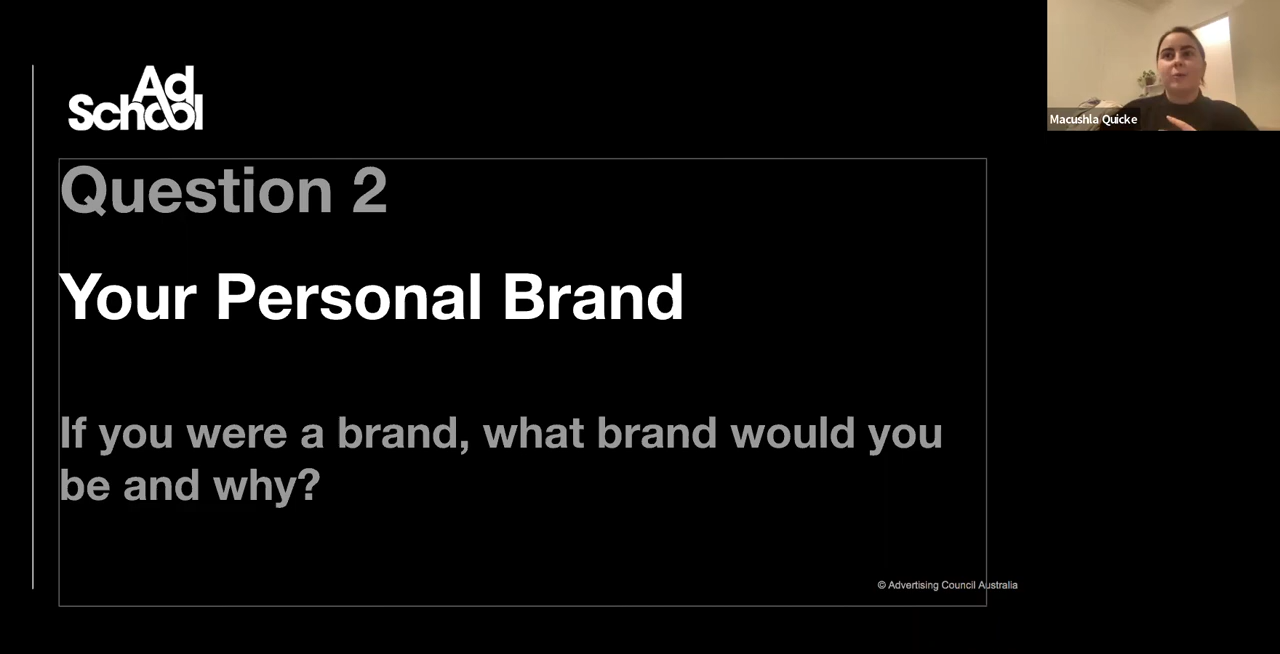 Ad
School
Macushla Quicke
Question 2
Your Personal Brand
If you were a brand, what brand would you
be and why?
© Advertising Council Australia